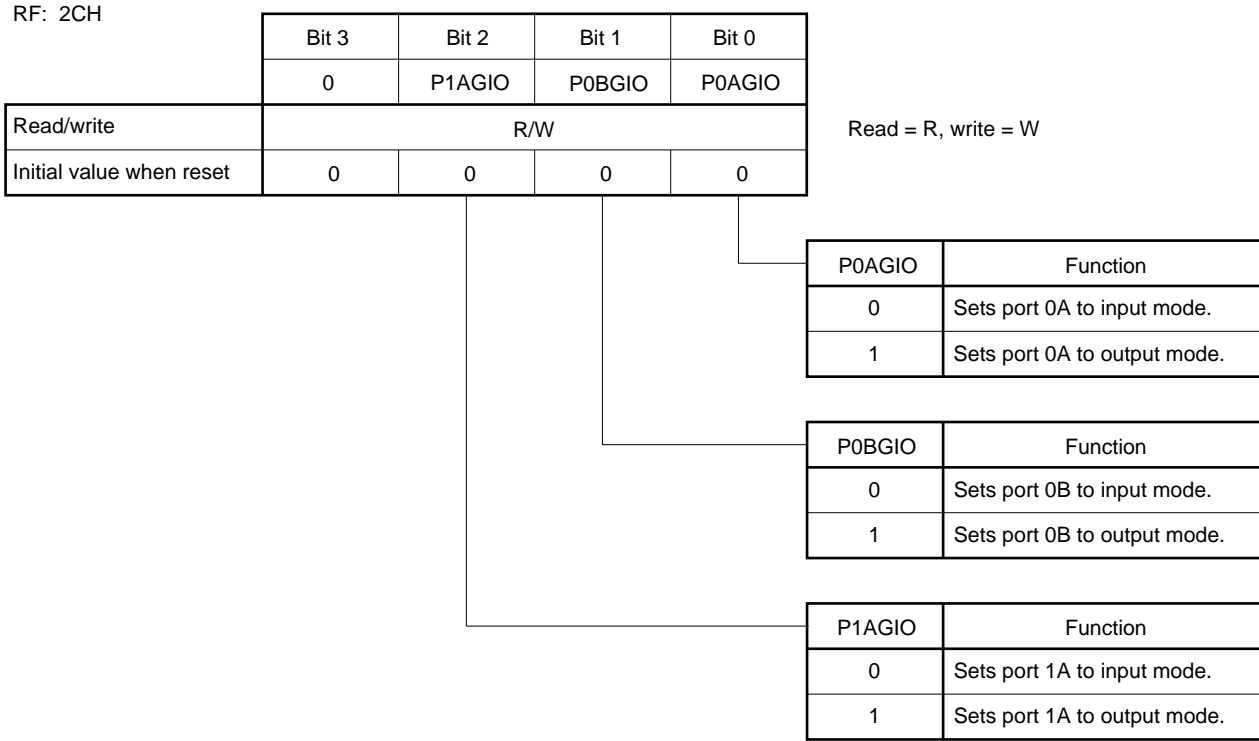 RF: 2CH
Bit 3 Bit 2 Bit 1 Bit 0
0 P1AGIO P0BGIO P0AGIO
Read/write R/W
Read = R, write = W
Initial value when reset 0 0 0 0
P0AGIO Function
0 Sets port 0A to input mode.
1 Sets port 0A to output mode.
P0BGIO Function
0 Sets port 0B to input mode.
1 Sets port 0B to output mode.
P1AGIO Function
0 Sets port 1A to input mode.
1 Sets port 1A to output mode.